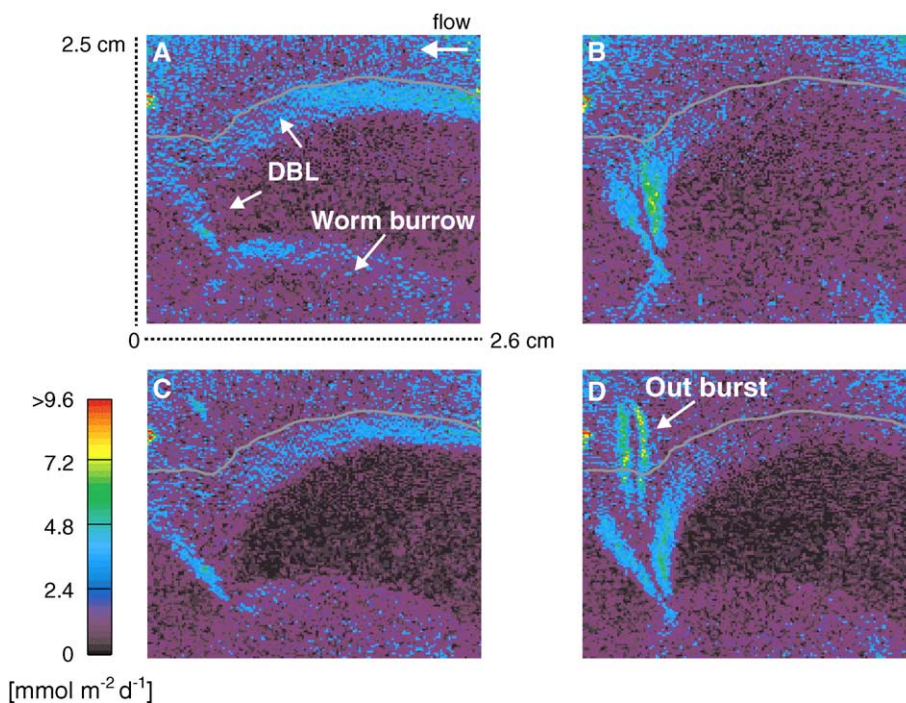 flow
2.5 cm
A
B
DBL
Worm burrow
0
2.6 cm
C
D
Out burst
>9.6
7.2
4.8
2.4
0
[mmol m⁻² d⁻¹]